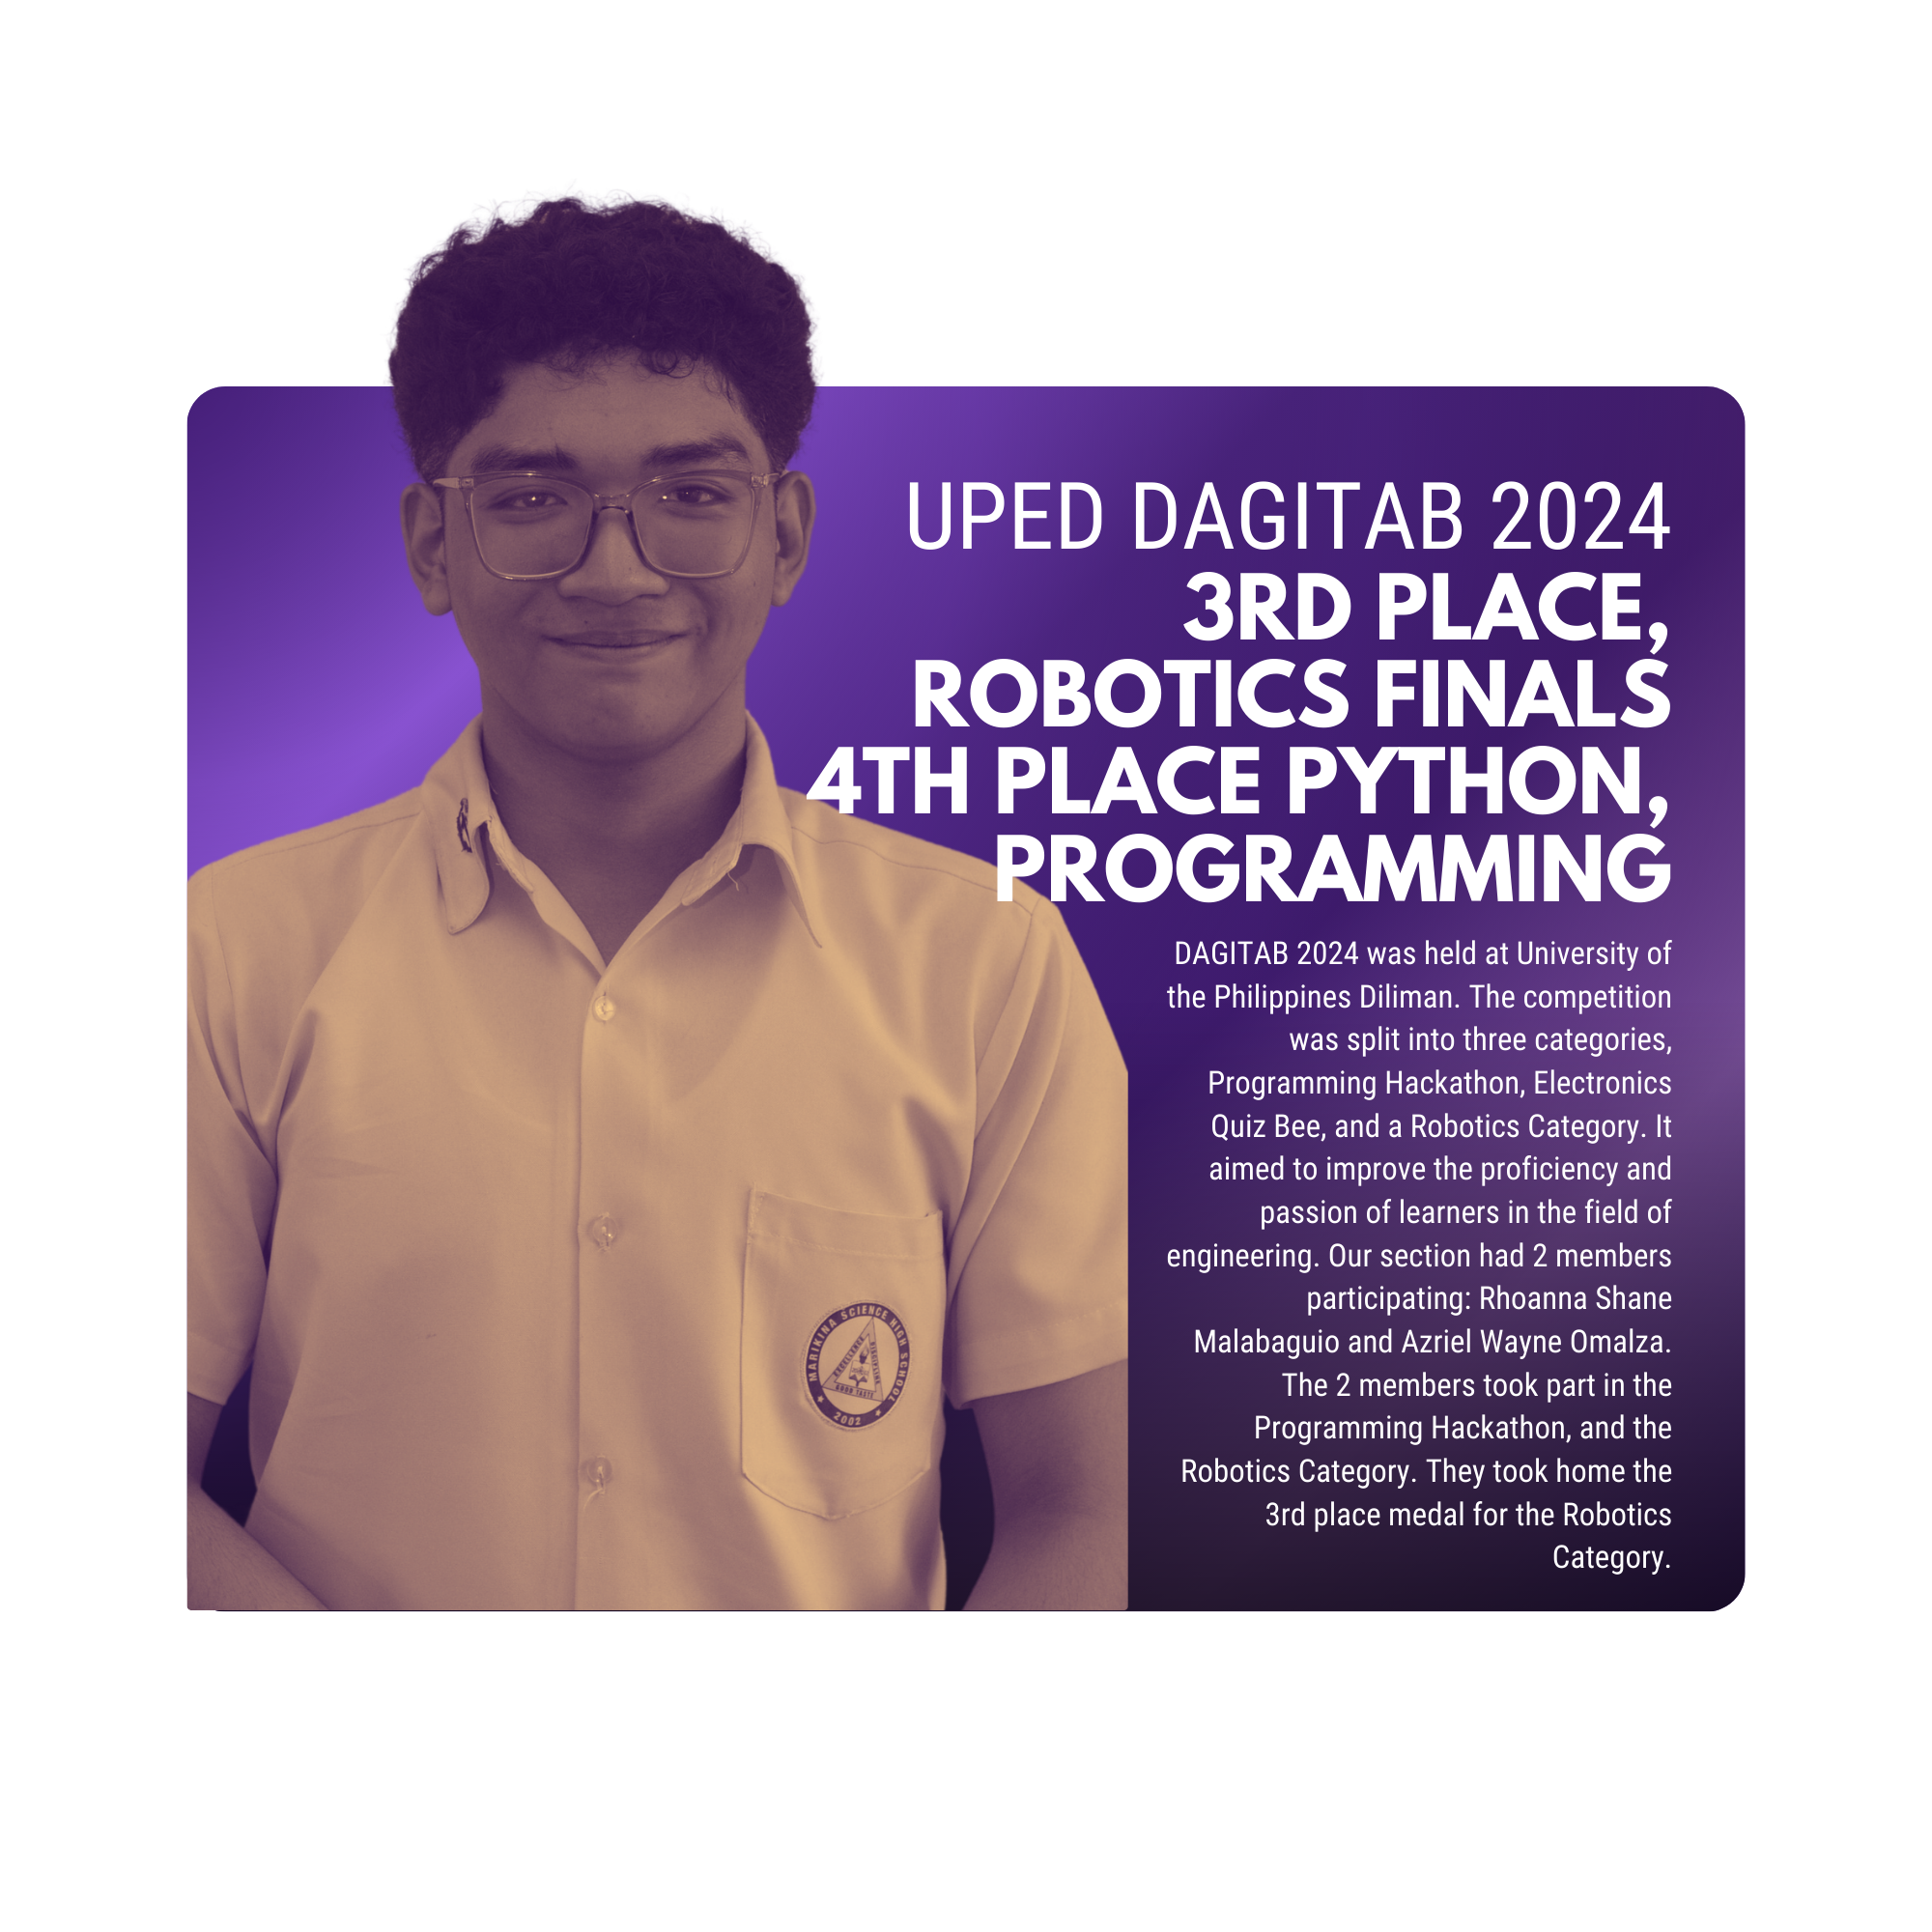 UPED DAGITAB 2024
3RD PLACE,
ROBOTICS FINALS
4TH PLACE PYTHON,
PROGRAMMING
DAGITAB 2024 was held at University of
the Philippines Diliman. The competition
was split into three categories,
Programming Hackathon, Electronics
Quiz Bee, and a Robotics Category. It
aimed to improve the proficiency and
passion of learners in the field of
engineering. Our section had 2 members
participating: Rhoanna Shane
Malabaguio and Azriel Wayne Omalza.
The 2 members took part in the
Programming Hackathon, and the
Robotics Category. They took home the
3rd place medal for the Robotics
Category.
MARIKINA SCIENCE HIGH SCHOOL
EXCELLENCE
DISCIPLINE
GOOD TASTE
2002